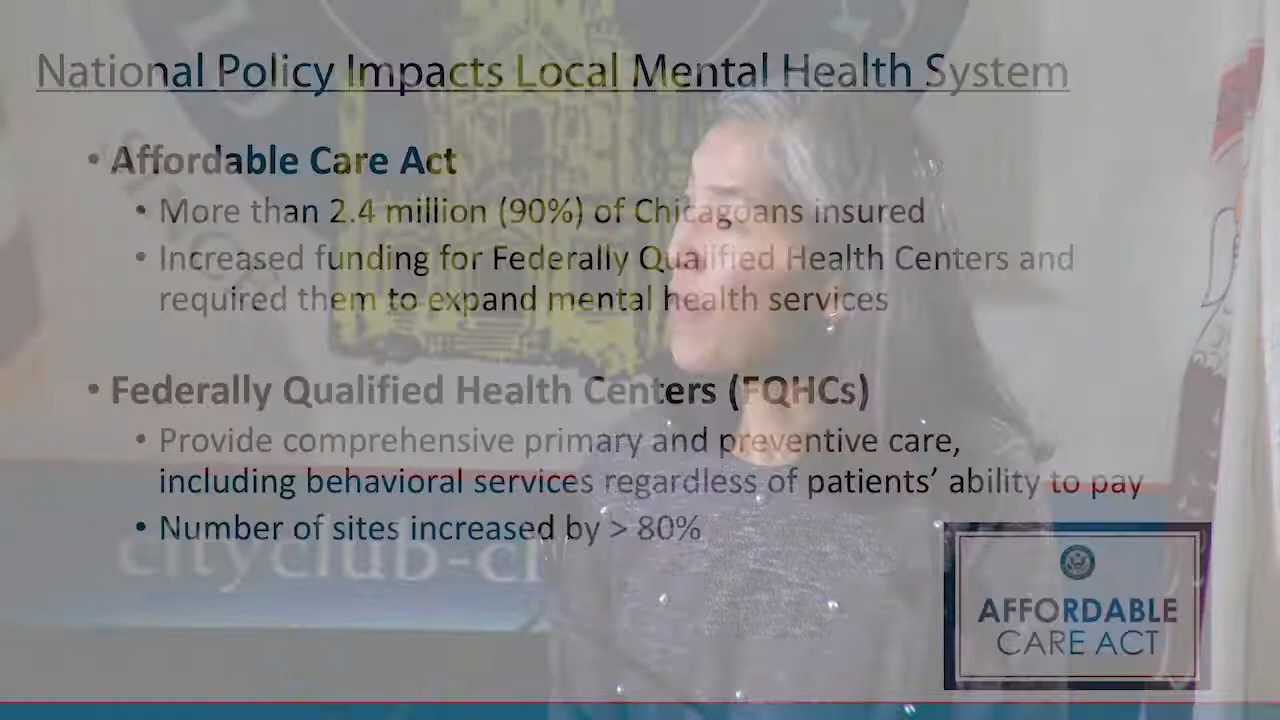 National Policy Impacts Local Mental Health System
• Affordable Care Act
• More than 2.4 million (90%) of Chicagoans insured
• Increased funding for Federally Qualified Health Centers and
required them to expand mental health services
• Federally Qualified Health Centers (FQHCs)
• Provide comprehensive primary and preventive care,
including behavioral services regardless of patients’ ability to pay
• Number of sites increased by > 80%
cityclub-c
AFFORDABLE
CARE ACT